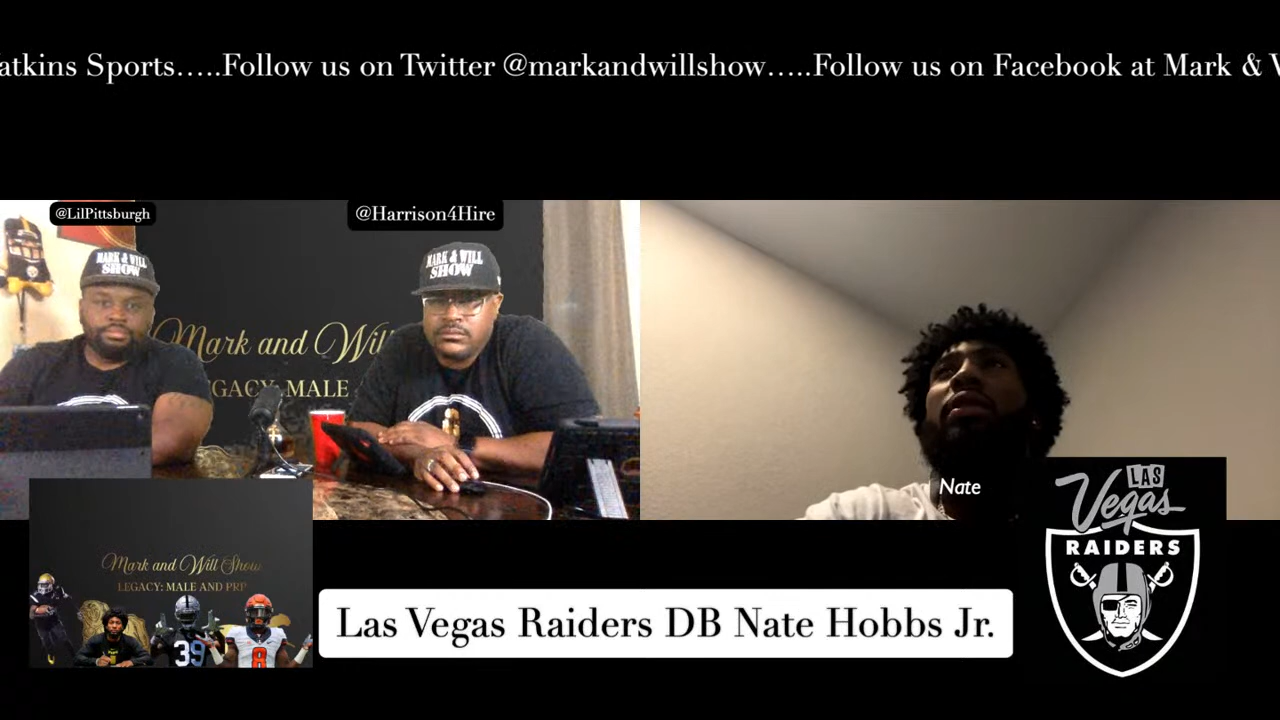 atkins Sports.....Follow us on Twitter @markandwillshow.....Follow us on Facebook at Mark &
@LilPittsburgh
@Harrison4Hire
MARK & WILL
SHOW
MARK & WILL
SHOW
Mark and Wil
GACY: MALE
Nate
LAS
Vegas
RAIDERS
Mark and Will Show
LEGACY: MALE AND PRP
39
8
Las Vegas Raiders DB Nate Hobbs Jr.